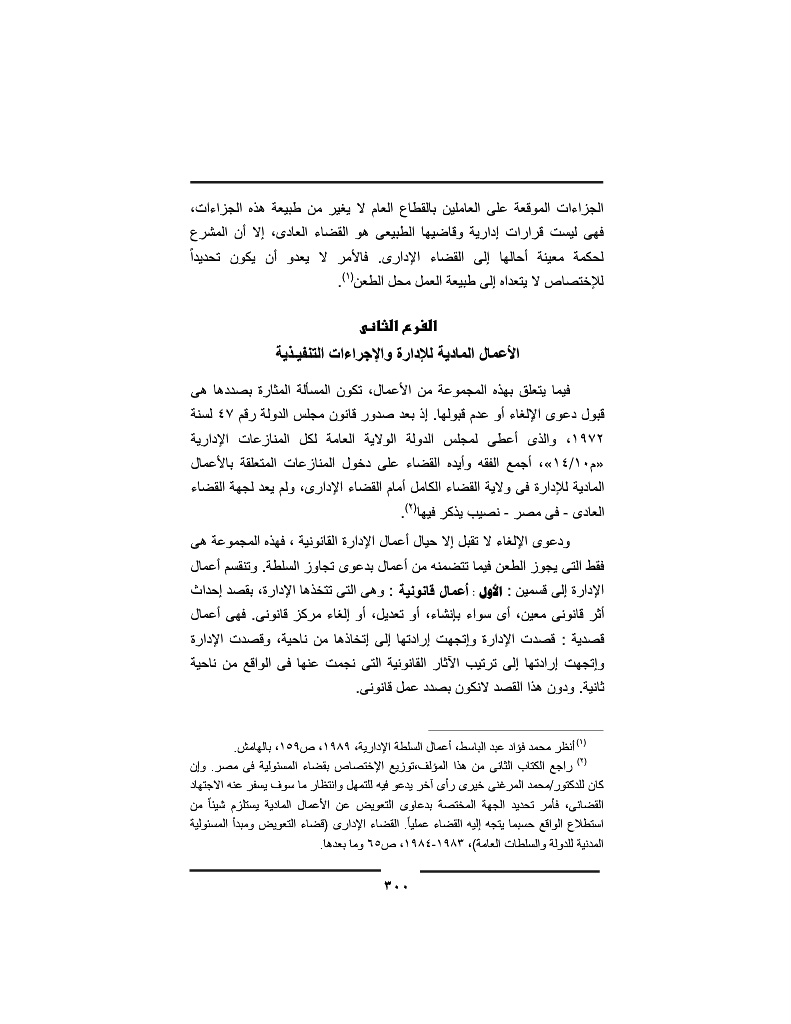 الجزاءات الموقعة على العاملين بالقطاع العام لا يغير من طبيعة هذه الجزاءات،
فهى ليست قرارات إدارية وقاضيها الطبيعى هو القضاء العادى، إلا أن المشرع
لحكمة معينة أحالها إلى القضاء الإدارى. فالأمر لا يعدو أن يكون تحديداً
للإختصاص لا يتعداه إلى طبيعة العمل محل الطعن(١).
الفرع الثانى
الأعمال المادية للإدارة والإجراءات التنفيذية
فيما يتعلق بهذه المجموعة من الأعمال، تكون المسألة المثارة بصددها هى
قبول دعوى الإلغاء أو عدم قبولها. إذ بعد صدور قانون مجلس الدولة رقم ٤٧ لسنة
١٩٧٢، والذى أعطى لمجلس الدولة الولاية العامة لكل المنازعات الإدارية
«م١٤/١٠»، أجمع الفقه وأيده القضاء على دخول المنازعات المتعلقة بالأعمال
المادية للإدارة فى ولاية القضاء الكامل أمام القضاء الإدارى، ولم يعد لجهة القضاء
العادى - فى مصر - نصيب يذكر فيها(٢).
ودعوى الإلغاء لا تقبل إلا حيال أعمال الإدارة القانونية ، فهذه المجموعة هى
فقط التى يجوز الطعن فيما تتضمنه من أعمال بدعوى تجاوز السلطة. وتنقسم أعمال
الإدارة إلى قسمين : الأول : أعمال قانونية : وهى التى تتخذها الإدارة، بقصد إحداث
أثر قانونى معين، أى سواء بإنشاء، أو تعديل، أو إلغاء مركز قانونى. فهى أعمال
قصدية : قصدت الإدارة وإتجهت إرادتها إلى إتخاذها من ناحية، وقصدت الإدارة
وإتجهت إرادتها إلى ترتيب الآثار القانونية التى نجمت عنها فى الواقع من ناحية
ثانية. ودون هذا القصد لانكون بصدد عمل قانونى.
(١) أنظر محمد فؤاد عبد الباسط، أعمال السلطة الإدارية، ١٩٨٩، ص١٥٩، بالهامش.
(٢) راجع الكتاب الثانى من هذا المؤلف،توزيع الإختصاص بقضاء المسئولية فى مصر. وإن
كان للدكتور/محمد المرغنى خيرى رأى آخر يدعو فيه للتمهل وانتظار ما سوف يسفر عنه الاجتهاد
القضائى، فأمر تحديد الجهة المختصة بدعاوى التعويض عن الأعمال المادية يستلزم شيئاً من
استطلاع الواقع حسبما يتجه إليه القضاء عملياً. القضاء الإدارى (قضاء التعويض ومبدأ المسئولية
المدنية للدولة والسلطات العامة)، ١٩٨٣-١٩٨٤، ص٦٥ وما بعدها.
٣٠٠